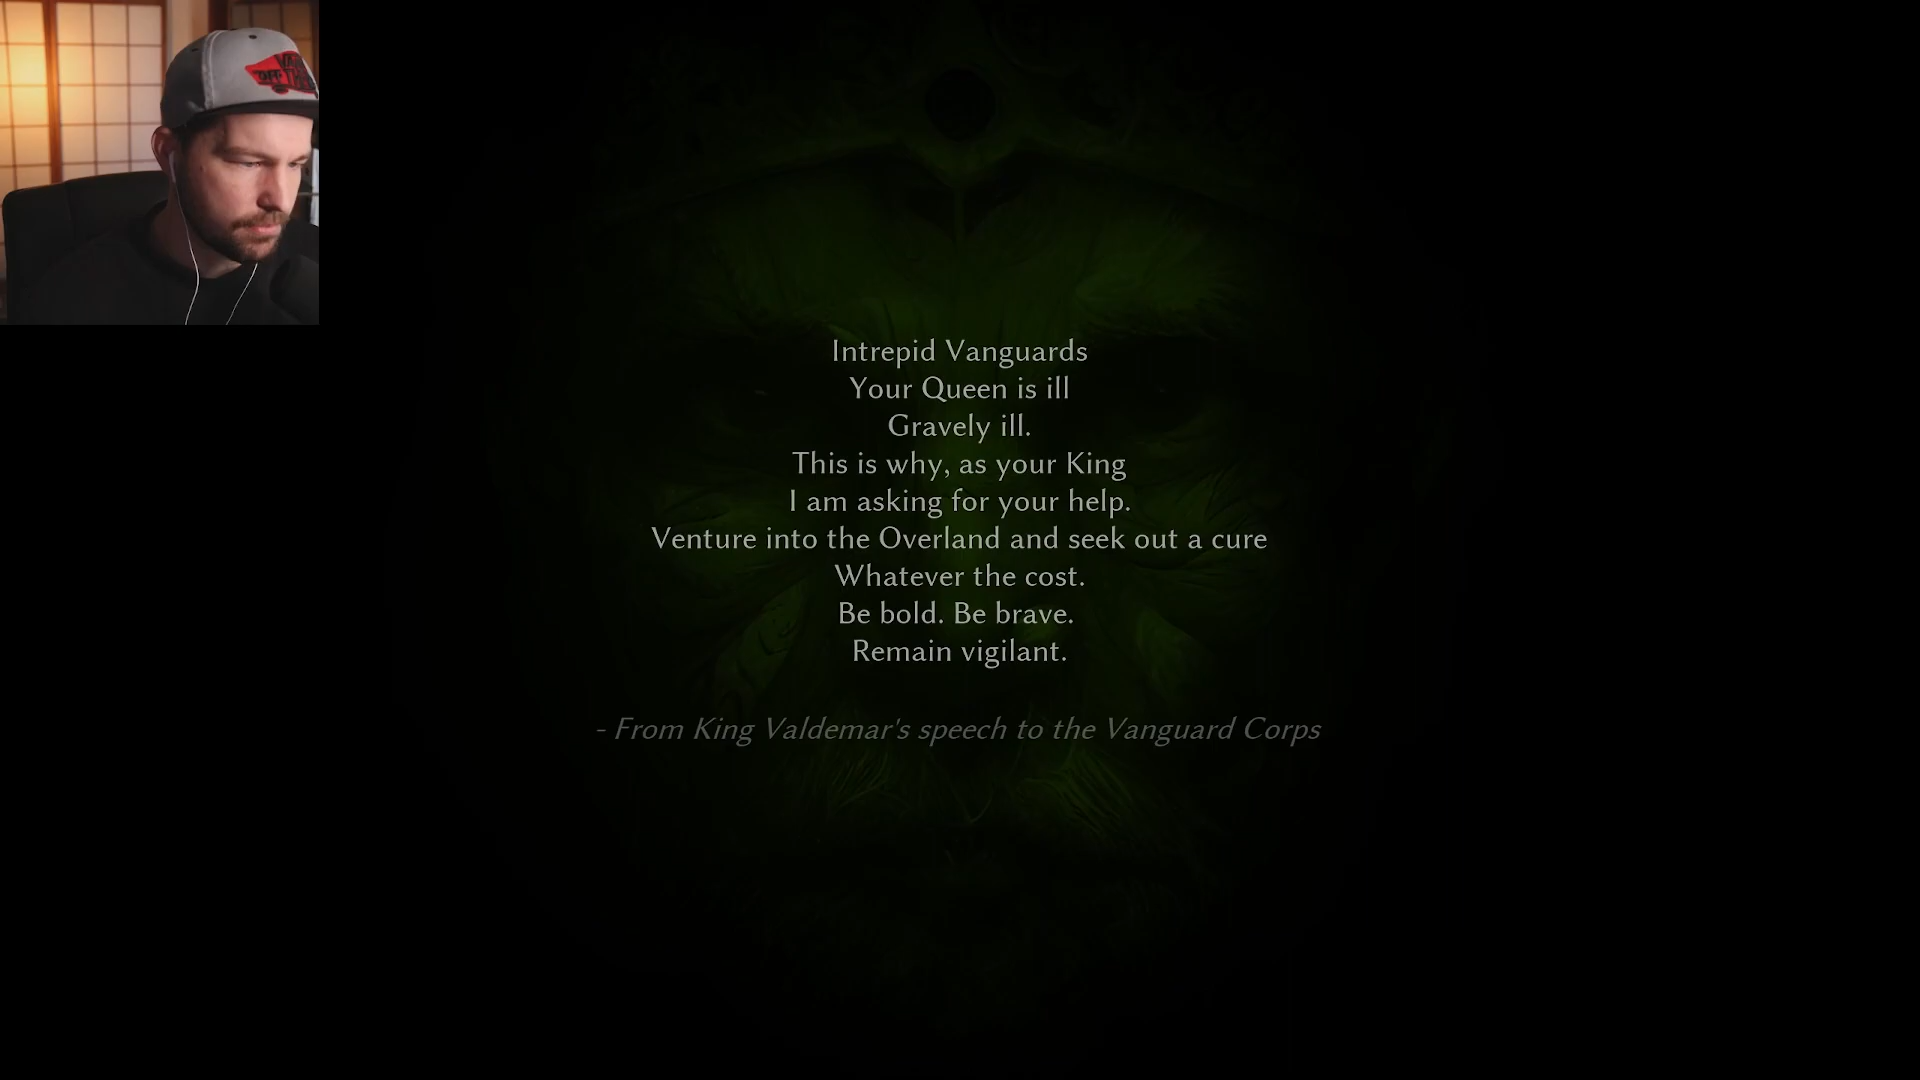 Intrepid Vanguards
Your Queen is ill
Gravely ill.
This is why, as your King
I am asking for your help.
Venture into the Overland and seek out a cure
Whatever the cost.
Be bold. Be brave.
Remain vigilant.
- From King Valdemar's speech to the Vanguard Corps